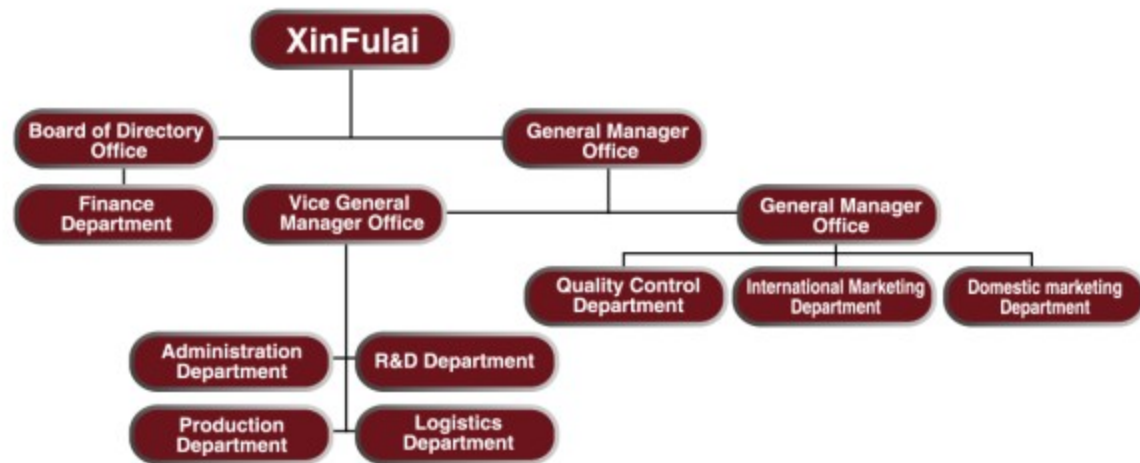 XinFulai
Board of Directory
Office
General Manager
Office
Finance
Department
Vice General
Manager Office
General Manager
Office
Quality Control
Department
International Marketing
Department
Domestic marketing
Department
Administration
Department
R&D Department
Production
Department
Logistics
Department